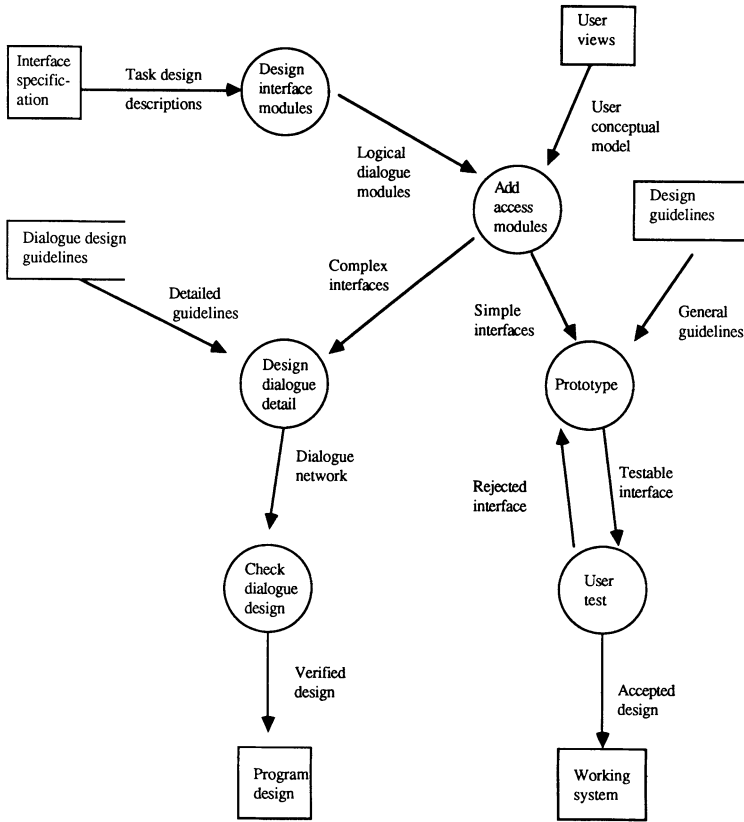 User
views
Interface
specific-
ation
Task design
descriptions
Design
interface
modules
User
conceptual
model
Logical
dialogue
modules
Add
access
modules
Design
guidelines
Dialogue design
guidelines
Complex
interfaces
Detailed
guidelines
Simple
interfaces
General
guidelines
Design
dialogue
detail
Prototype
Dialogue
network
Rejected
interface
Testable
interface
Check
dialogue
design
User
test
Verified
design
Accepted
design
Program
design
Working
system